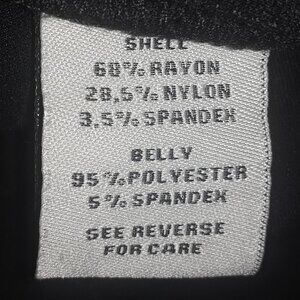 SHELL
68% RAYON
28,5% NYLON
3.5% SPANDEX
BELLY
95% POLYESTER
5% SPANDEX
SEE REVERSE
FOR CARE